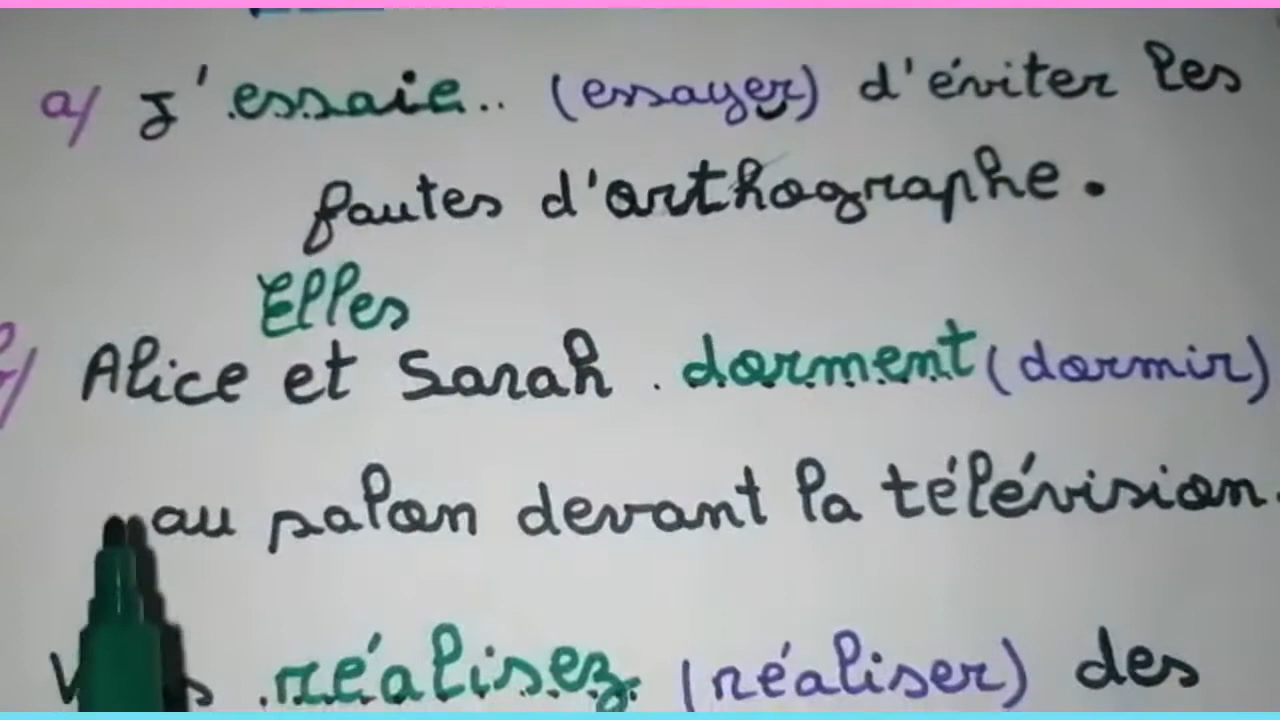 a/ J'essaie.. (essayer) d'éviter les
fautes d'orthographe.
Elles
Alice et Sarah . dorment (dormir)
au salon devant la télévision.
réalisez (réaliser) des